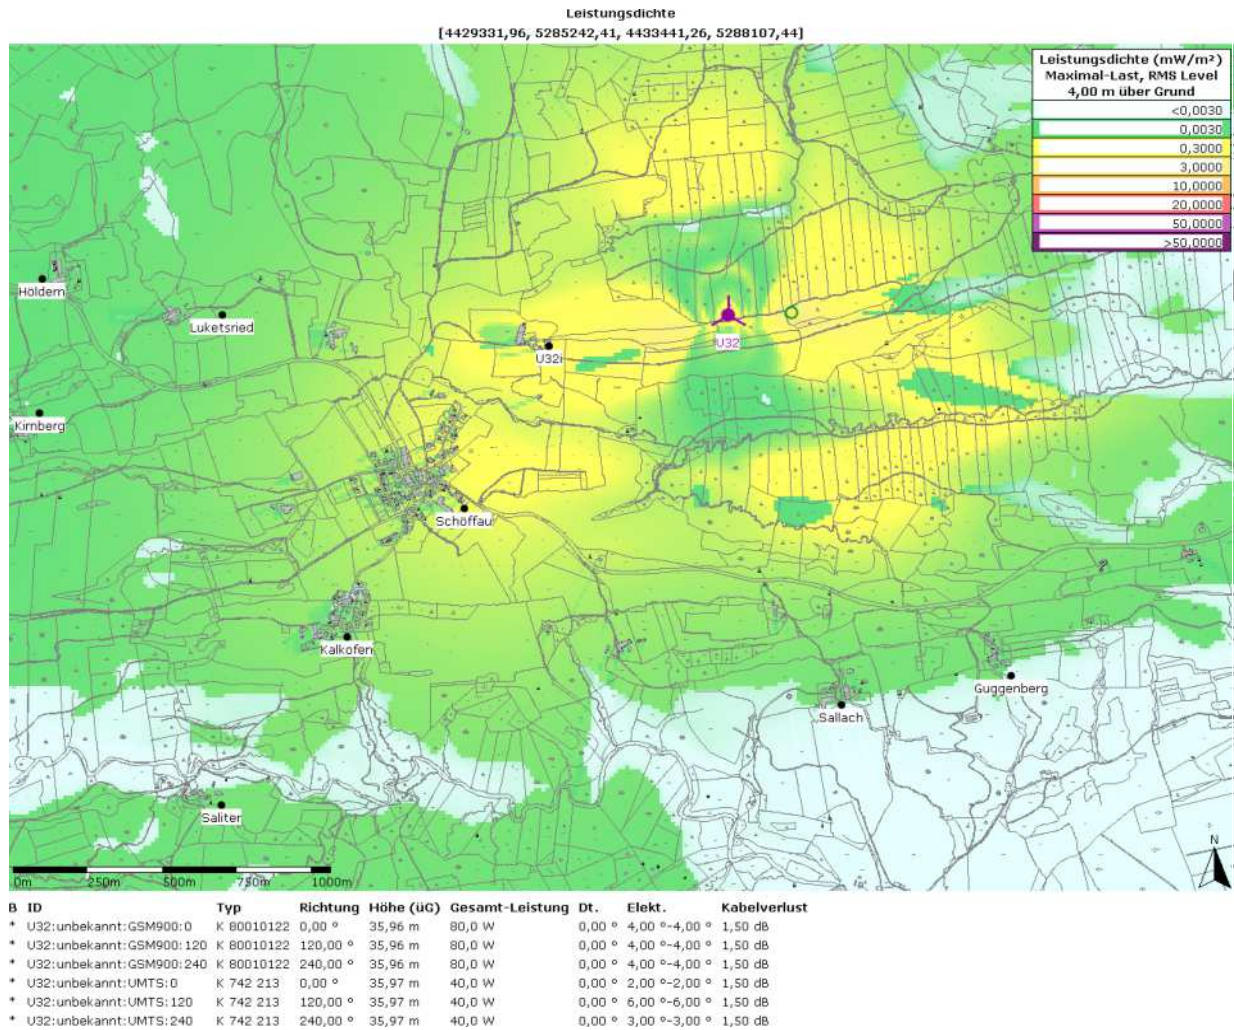 Leistungsdichte
[4429331,96, 5285242,41, 4433441,26, 5288107,44]
Leistungsdichte (mW/m²)
Maximal-Last, RMS Level
4,00 m über Grund
<0,0030
0,0030
0,3000
3,0000
10,0000
20,0000
50,0000
>50,0000
Höldern
Luketsried
U32
U32i
Kirnberg
Schöffau
Kalkofen
Guggenberg
Sallach
Saliter
N
0m 250m 500m 750m 1000m
B ID Typ Richtung Höhe (üG) Gesamt-Leistung Dt. Elekt. Kabelverlust
* U32:unbekannt:GSM900:0 K 80010122 0,00 ° 35,96 m 80,0 W 0,00 ° 4,00 °-4,00 ° 1,50 dB
* U32:unbekannt:GSM900:120 K 80010122 120,00 ° 35,96 m 80,0 W 0,00 ° 4,00 °-4,00 ° 1,50 dB
* U32:unbekannt:GSM900:240 K 80010122 240,00 ° 35,96 m 80,0 W 0,00 ° 4,00 °-4,00 ° 1,50 dB
* U32:unbekannt:UMTS:0 K 742 213 0,00 ° 35,97 m 40,0 W 0,00 ° 2,00 °-2,00 ° 1,50 dB
* U32:unbekannt:UMTS:120 K 742 213 120,00 ° 35,97 m 40,0 W 0,00 ° 6,00 °-6,00 ° 1,50 dB
* U32:unbekannt:UMTS:240 K 742 213 240,00 ° 35,97 m 40,0 W 0,00 ° 3,00 °-3,00 ° 1,50 dB